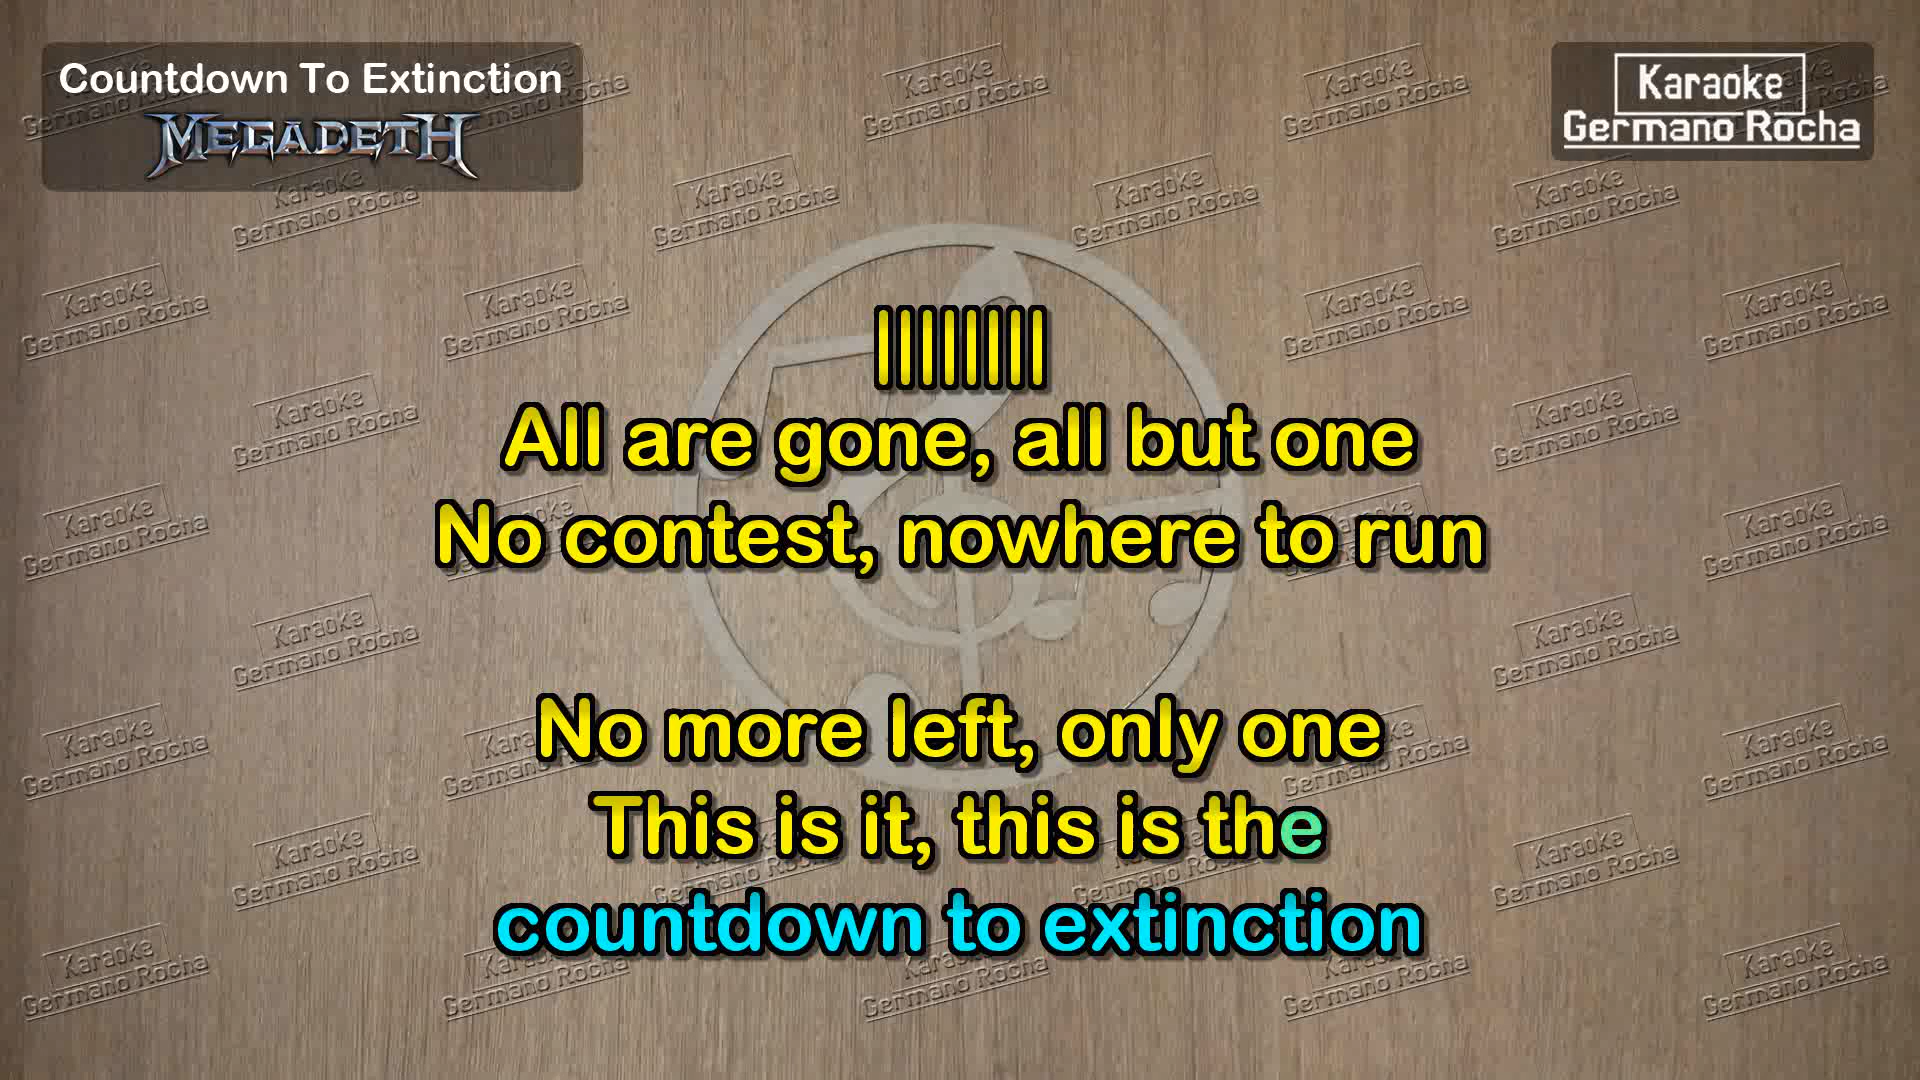 Countdown To Extinction
MEGADETH
Karaoke
Germano Rocha
||||||||
All are gone, all but one
No contest, nowhere to run
No more left, only one
This is it, this is the
countdown to extinction